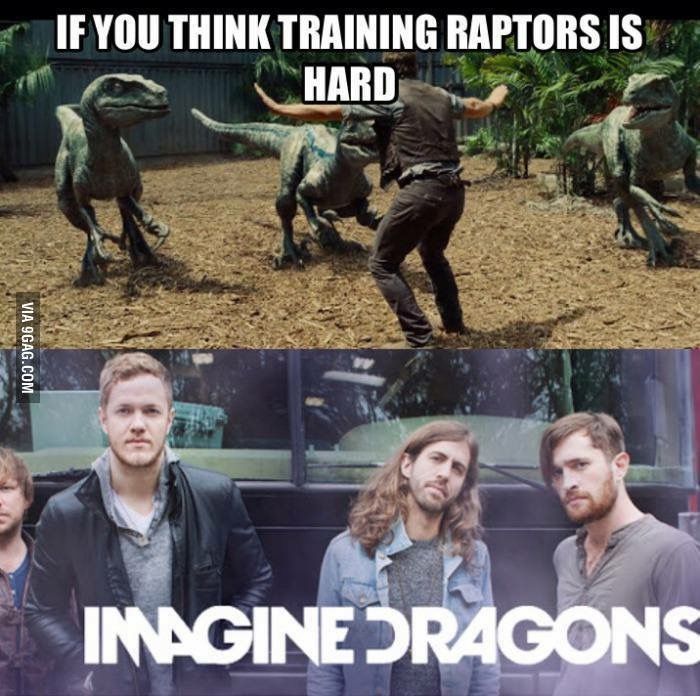 IF YOU THINK TRAINING RAPTORS IS
HARD
VIA 9GAG.COM
IMAGINE DRAGONS